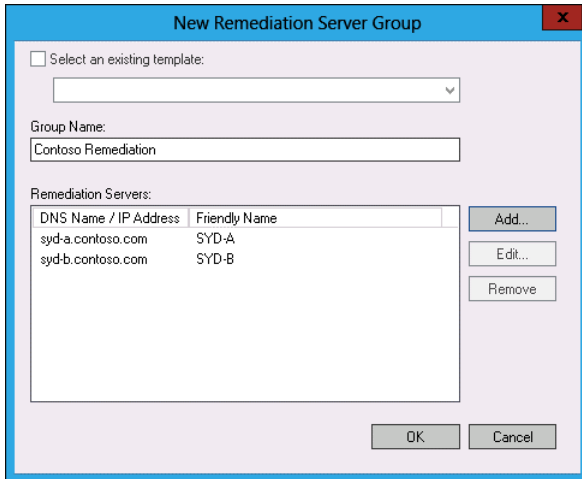 New Remediation Server Group
x
Select an existing template:
Group Name:
Contoso Remediation
Remediation Servers:
DNS Name / IP Address Friendly Name
syd-a.contoso.com SYD-A
syd-b.contoso.com SYD-B
Add...
Edit...
Remove
OK Cancel